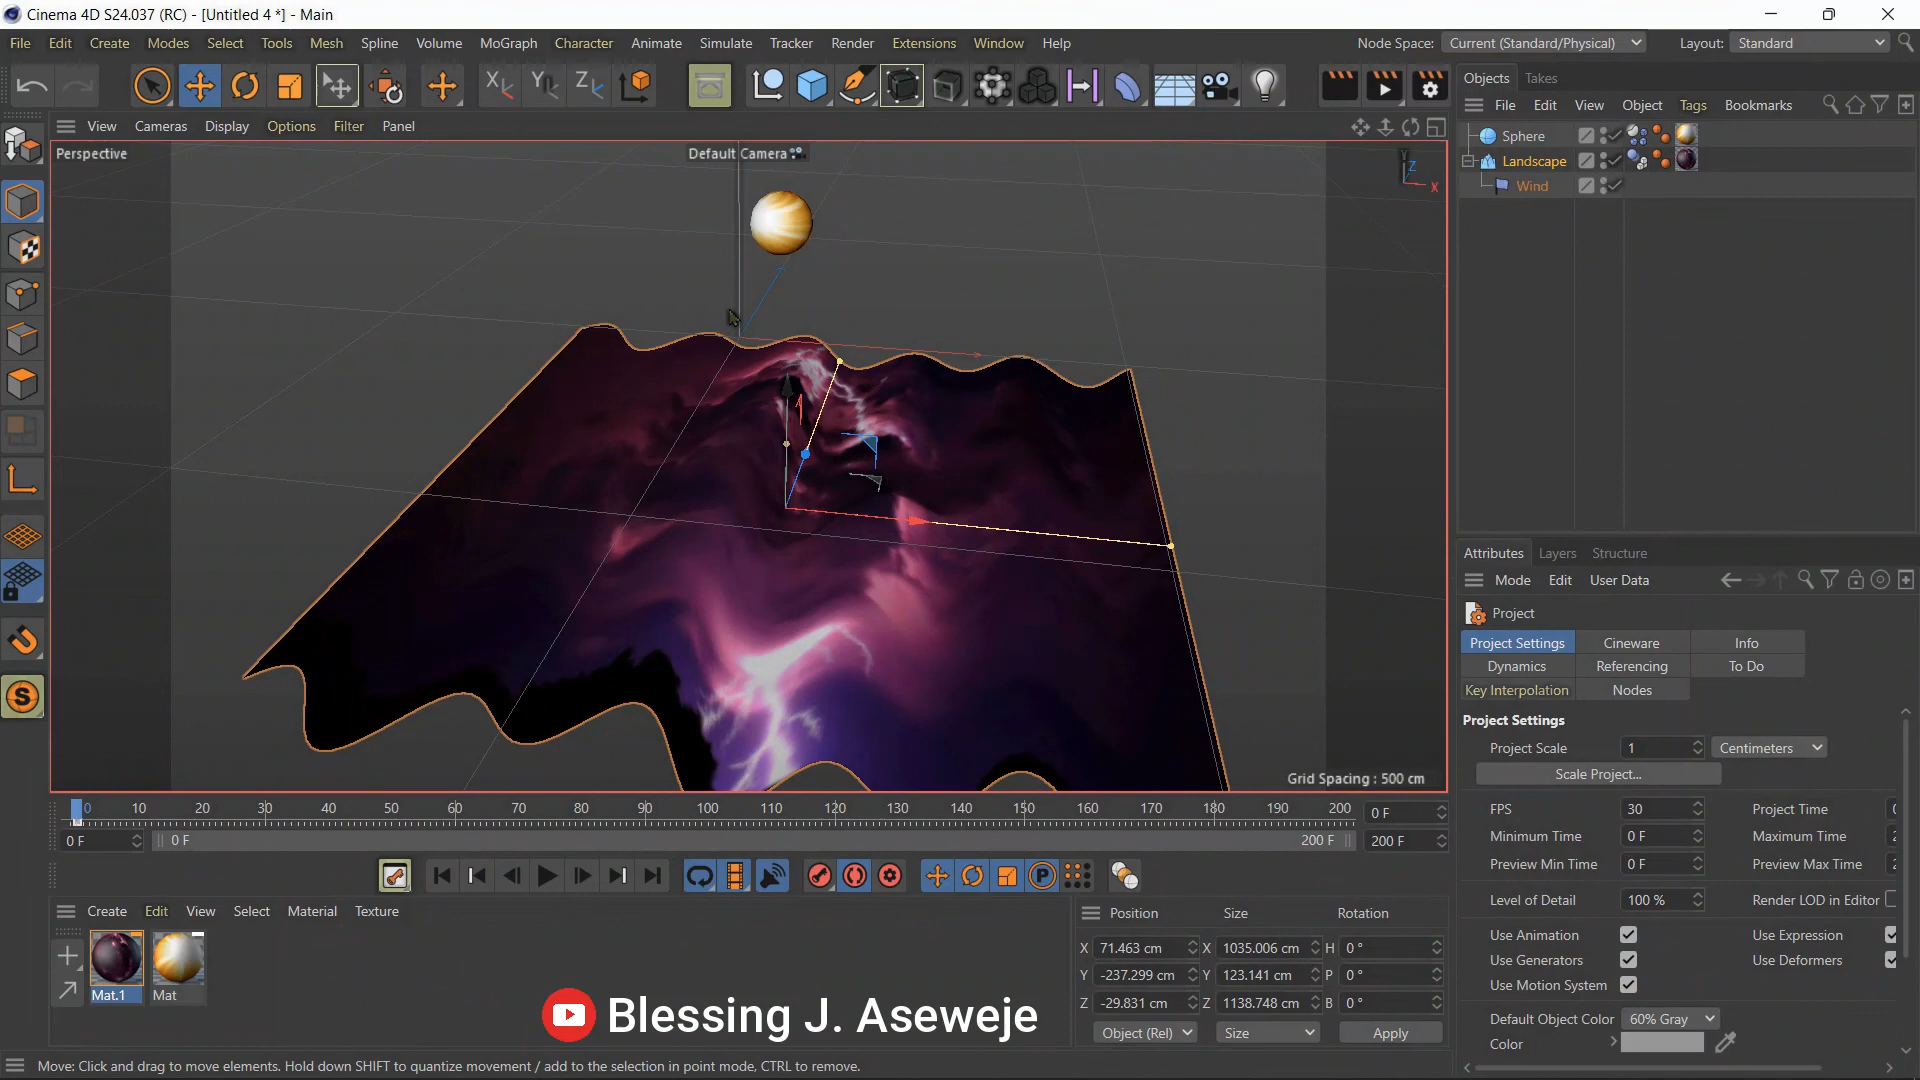 Cinema 4D S24.037 (RC) - [Untitled 4 *] - Main
File Edit Create Modes Select Tools Mesh Spline Volume MoGraph Character Animate Simulate Tracker Render Extensions Window Help
Node Space: Current (Standard/Physical) Layout: Standard
Objects Takes
File Edit View Object Tags Bookmarks
View Cameras Display Options Filter Panel
Perspective
Default Camera
Sphere
Landscape
Wind
Grid Spacing : 500 cm
Attributes Layers Structure
Mode Edit User Data
Project
Project Settings Cineware Info
Dynamics Referencing To Do
Key Interpolation Nodes
Project Settings
Project Scale 1 Centimeters
Scale Project...
FPS 30 Project Time
Minimum Time 0 F Maximum Time
Preview Min Time 0 F Preview Max Time
Level of Detail 100 % Render LOD in Editor
Use Animation Use Expression
Use Generators Use Deformers
Use Motion System
Default Object Color 60% Gray
Color
0 10 20 30 40 50 60 70 80 90 100 110 120 130 140 150 160 170 180 190 200 0 F
0 F 0 F 200 F 200 F
Create Edit View Select Material Texture
Mat.1 Mat
Position Size Rotation
X 71.463 cm X 1035.006 cm H 0 °
Y -237.299 cm Y 123.141 cm P 0 °
Z -29.831 cm Z 1138.748 cm B 0 °
Object (Rel) Size Apply
Blessing J. Aseweje
Move: Click and drag to move elements. Hold down SHIFT to quantize movement / add to the selection in point mode, CTRL to remove.